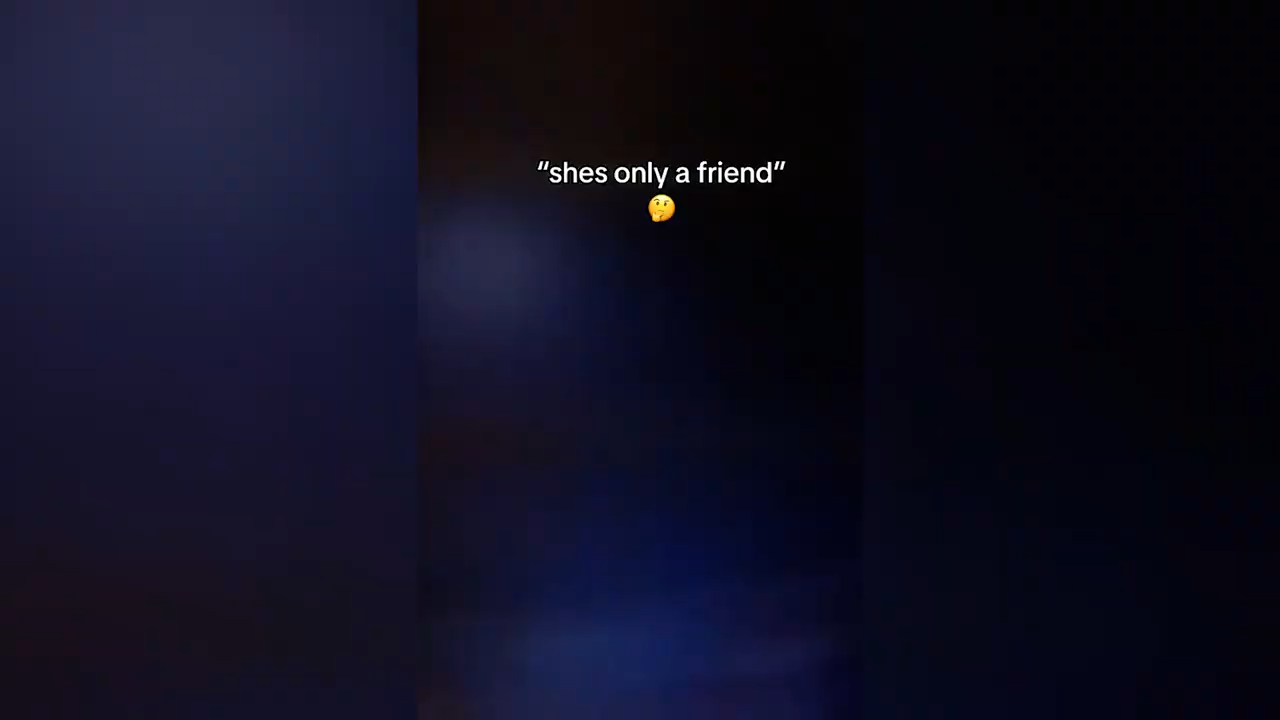 “shes only a friend”
🤔